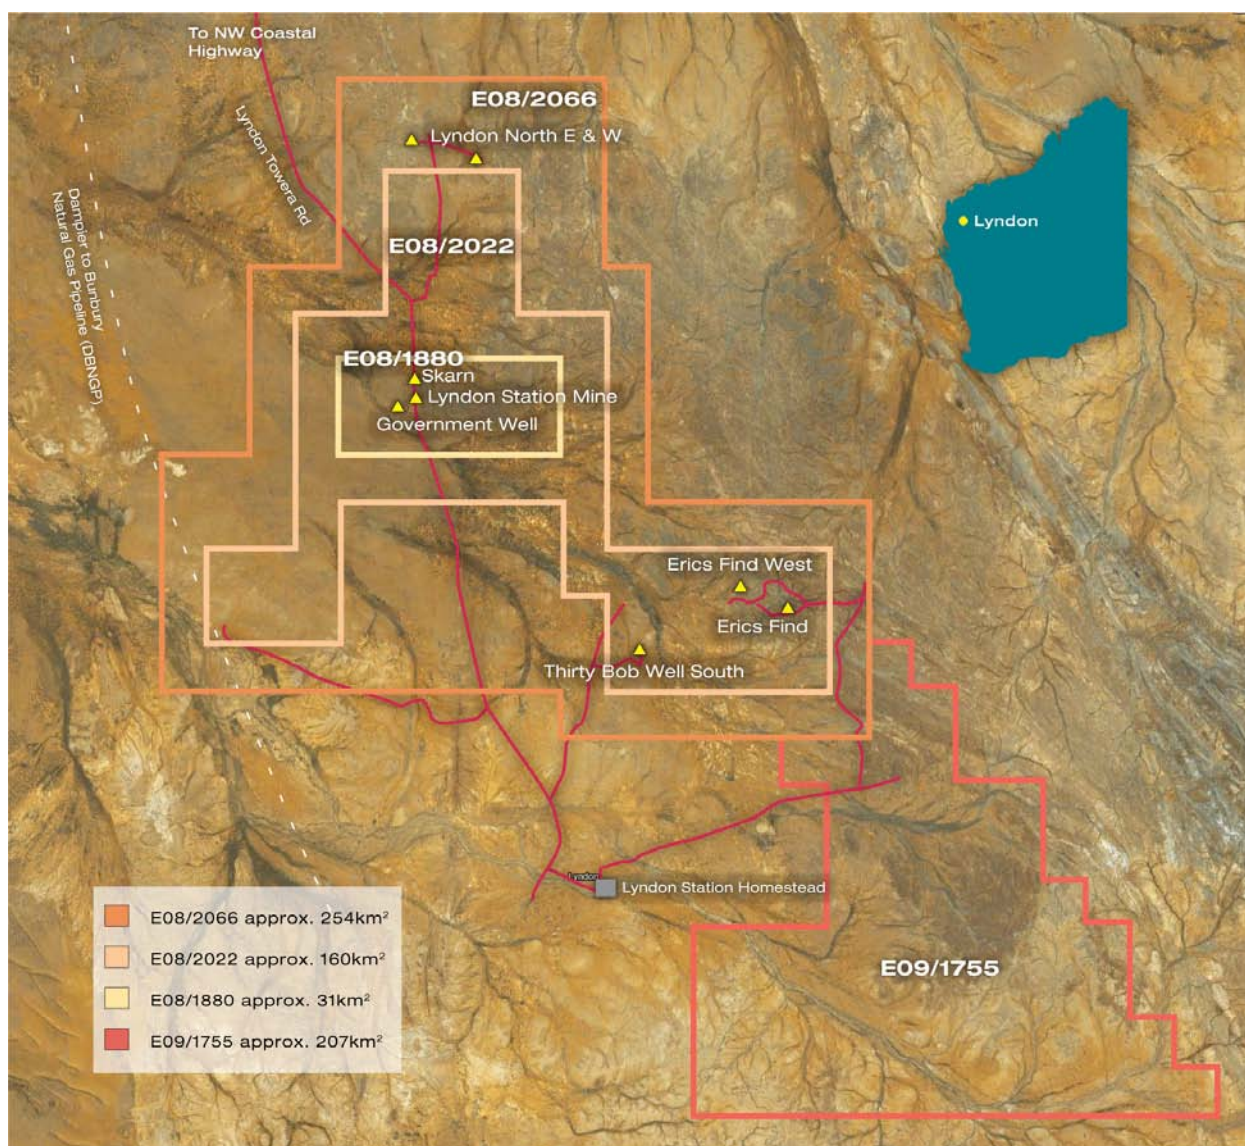 To NW Coastal
Highway
E08/2066
Lyndon North E & W
Lyndon Towera Rd
Dampier to Bunbury
Natural Gas Pipeline (DBNGP)
E08/2022
Lyndon
E08/1880
Skarn
Lyndon Station Mine
Government Well
Erics Find West
Erics Find
Thirty Bob Well South
Lyndon
Lyndon Station Homestead
E09/1755
E08/2066 approx. 254km²
E08/2022 approx. 160km²
E08/1880 approx. 31km²
E09/1755 approx. 207km²